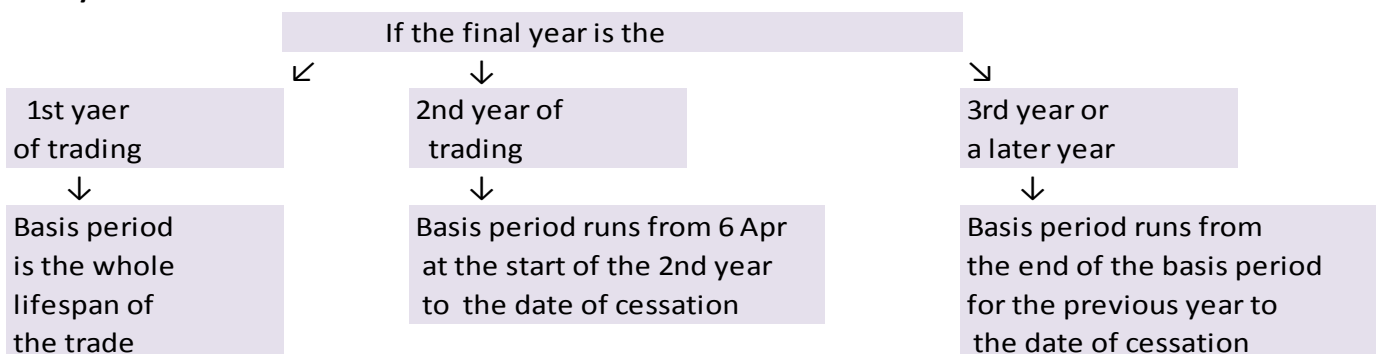 If the final year is the
↙ ↓ ↘
1st yaer
of trading
2nd year of
trading
3rd year or
a later year
↓ ↓ ↓
Basis period
is the whole
lifespan of
the trade
Basis period runs from 6 Apr
at the start of the 2nd year
to the date of cessation
Basis period runs from
the end of the basis period
for the previous year to
the date of cessation